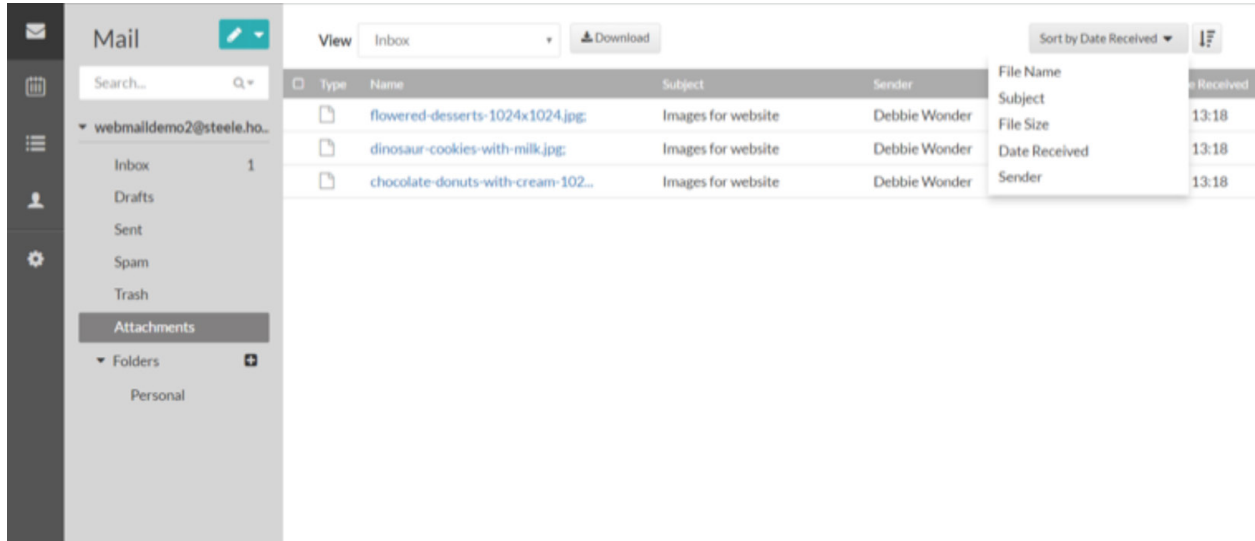 Mail
View Inbox Download Sort by Date Received
Search...
Type Name Subject Sender e Received
File Name
Subject
File Size
Date Received
Sender
webmaildemo2@steele.ho..
flowered-desserts-1024x1024.jpg; Images for website Debbie Wonder 13:18
dinosaur-cookies-with-milk.jpg; Images for website Debbie Wonder 13:18
chocolate-donuts-with-cream-102... Images for website Debbie Wonder 13:18
Inbox 1
Drafts
Sent
Spam
Trash
Attachments
Folders
Personal